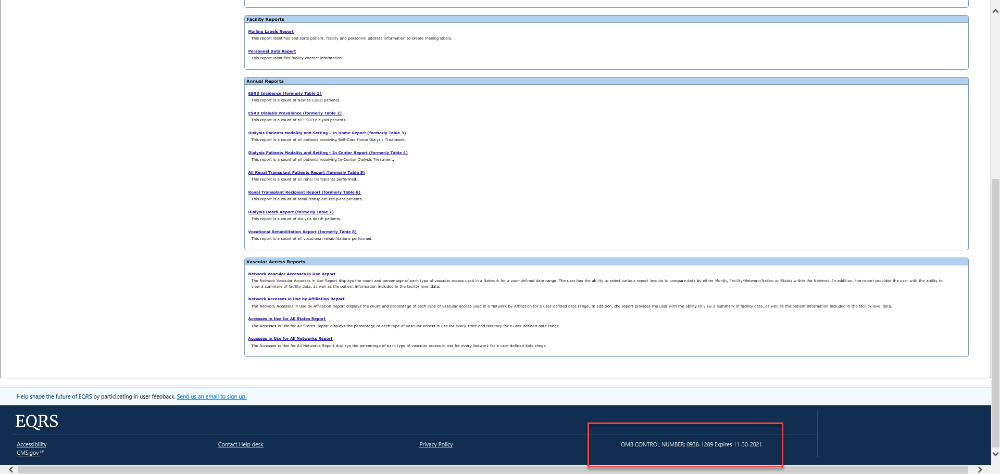 Facility Reports
Mailing Labels Report
This report identifies and sorts patient, facility and personnel address information to create mailing labels.
Personnel Data Report
This report identifies facility contact information.
Annual Reports
ESRD Incidence (formerly Table 1)
This report is a count of New to ESRD patients.
ESRD Dialysis Prevalence (formerly Table 2)
This report is a count of all ESRD dialysis patients.
Dialysis Patients Modality and Setting - In Home Report (formerly Table 3)
This report is a count of all patients receiving Self-Care Home Dialysis Treatment.
Dialysis Patients Modality and Setting - In Center Report (formerly Table 4)
This report is a count of all patients receiving In-Center Dialysis Treatment.
All Renal Transplant Patients Report (formerly Table 5)
This report is a count of all renal transplants performed.
Renal Transplant Recipient Report (formerly Table 6)
This report is a count of renal transplant recipient patients.
Dialysis Death Report (formerly Table 7)
This report is a count of dialysis death patients.
Vocational Rehabilitation Report (formerly Table 8)
This report is a count of all vocational rehabilitations performed.
Vascular Access Reports
Network Vascular Accesses in Use Report
The Network Vascular Accesses in Use Report displays the count and percentage of each type of vascular access used in a Network for a user-defined date range. The user has the ability to select various report layouts to compare data by either Month, Facility/Network/Nation or States within the Network. In addition, the report provides the user with the ability to
view a summary of facility data, as well as the patient information included in the facility level data.
Network Accesses in Use by Affiliation Report
The Network Accesses in Use by Affiliation Report displays the count and percentage of each type of vascular access used in a Network by Affiliation for a user-defined data range. In addition, the report provides the user with the ability to view a summary of facility data, as well as the patient information included in the facility level data.
Accesses in Use for All States Report
The Accesses in Use for All States Report displays the percentage of each type of vascular access in use for every state and territory for a user-defined date range.
Accesses in Use for All Networks Report
The Accesses in Use for All Networks Report displays the percentage of each type of vascular access in use for every Network for a user-defined date range.
Help shape the future of EQRS by participating in user feedback. Send us an email to sign up.
EQRS
Accessibility
CMS.gov
Contact Help desk
Privacy Policy
OMB CONTROL NUMBER: 0938-1289 Expires 11-30-2021